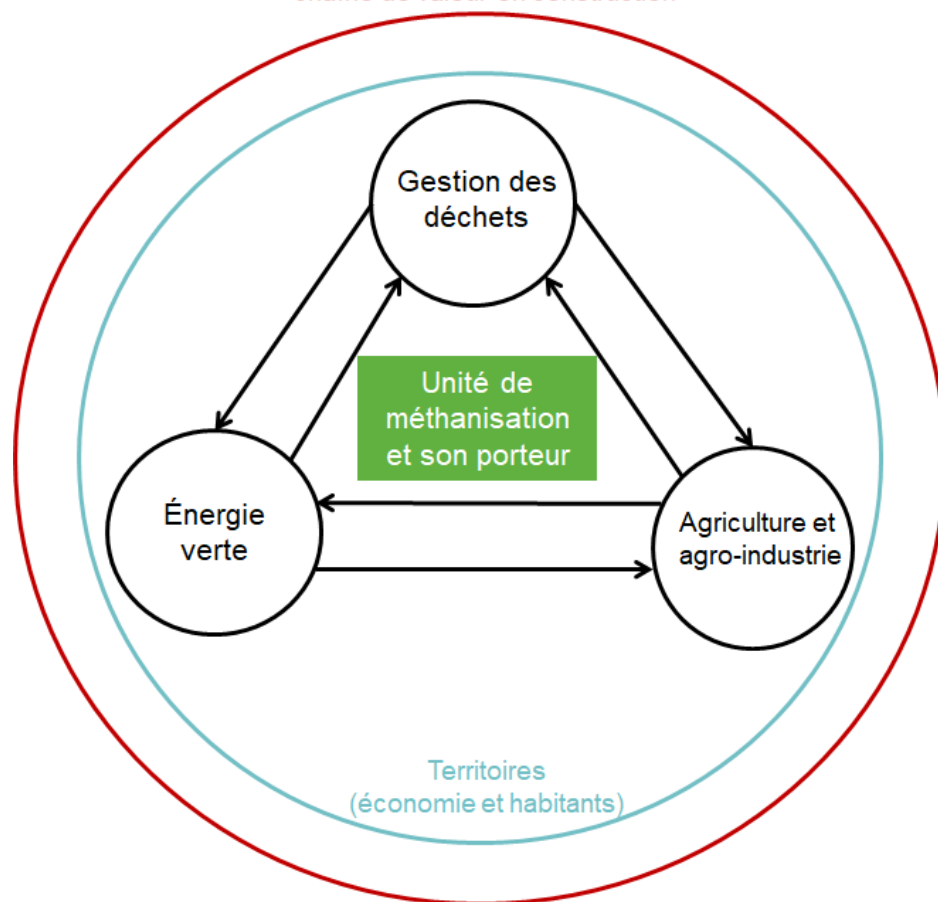 Gestion des
déchets
Unité de
méthanisation
et son porteur
Énergie
verte
Agriculture et
agro-industrie
Territoires
(économie et habitants)